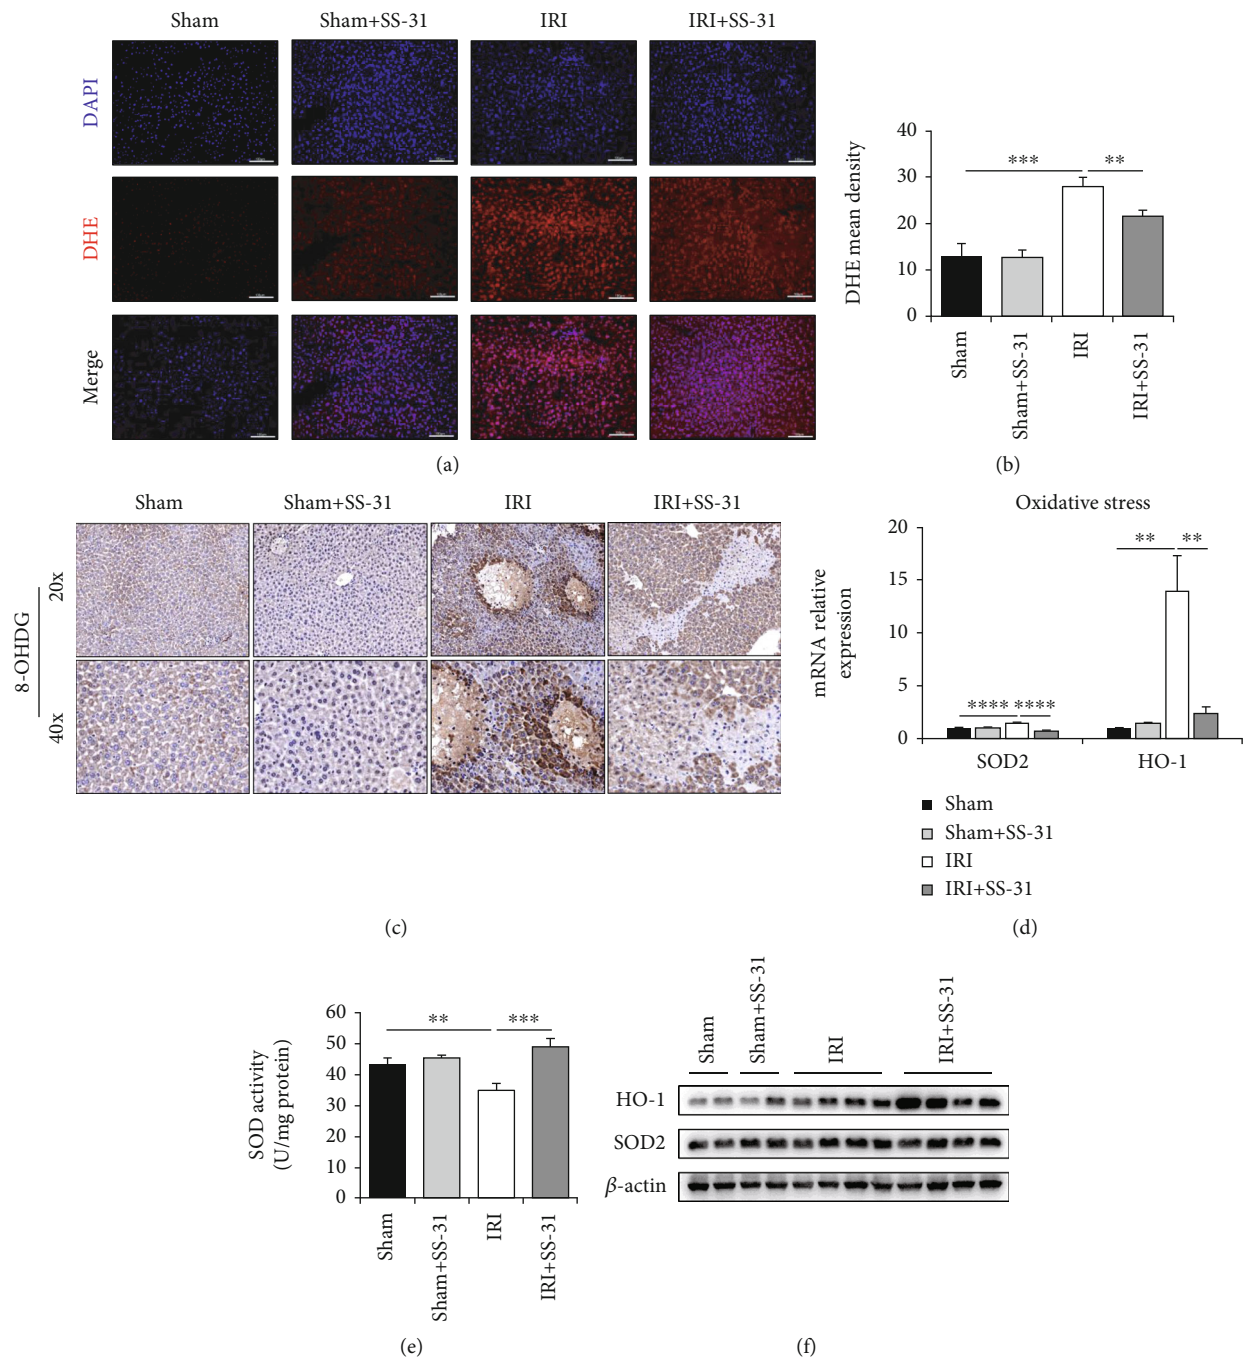 Sham Sham+SS-31 IRI IRI+SS-31
DAPI
DHE
Merge
(a)
DHE mean density
40
30
20
10
0
*** **
Sham
Sham+SS-31
IRI
IRI+SS-31
(b)
Sham Sham+SS-31 IRI IRI+SS-31
8-OHDG
20x
40x
(c)
Oxidative stress
mRNA relative
expression
20
15
10
5
0
**** **** ** **
SOD2 HO-1
Sham
Sham+SS-31
IRI
IRI+SS-31
(d)
SOD activity
(U/mg protein)
60
50
40
30
20
10
0
** ***
Sham
Sham+SS-31
IRI
IRI+SS-31
(e)
Sham
Sham+SS-31
IRI
IRI+SS-31
HO-1
SOD2
β-actin
(f)